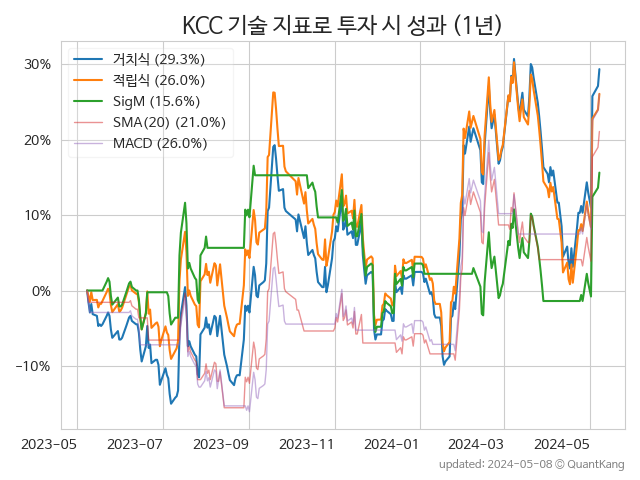 KCC 기술 지표로 투자 시 성과 (1년)
거치식 (29.3%)
적립식 (26.0%)
SigM (15.6%)
SMA(20) (21.0%)
MACD (26.0%)
30%
20%
10%
0%
−10%
2023-05 2023-07 2023-09 2023-11 2024-01 2024-03 2024-05
updated: 2024-05-08 © QuantKang